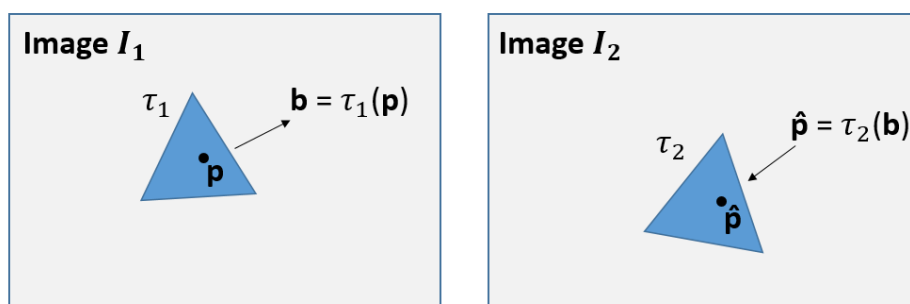 Image I₁
τ₁
b = τ₁(p)
p
Image I₂
p̂ = τ₂(b)
τ₂
p̂